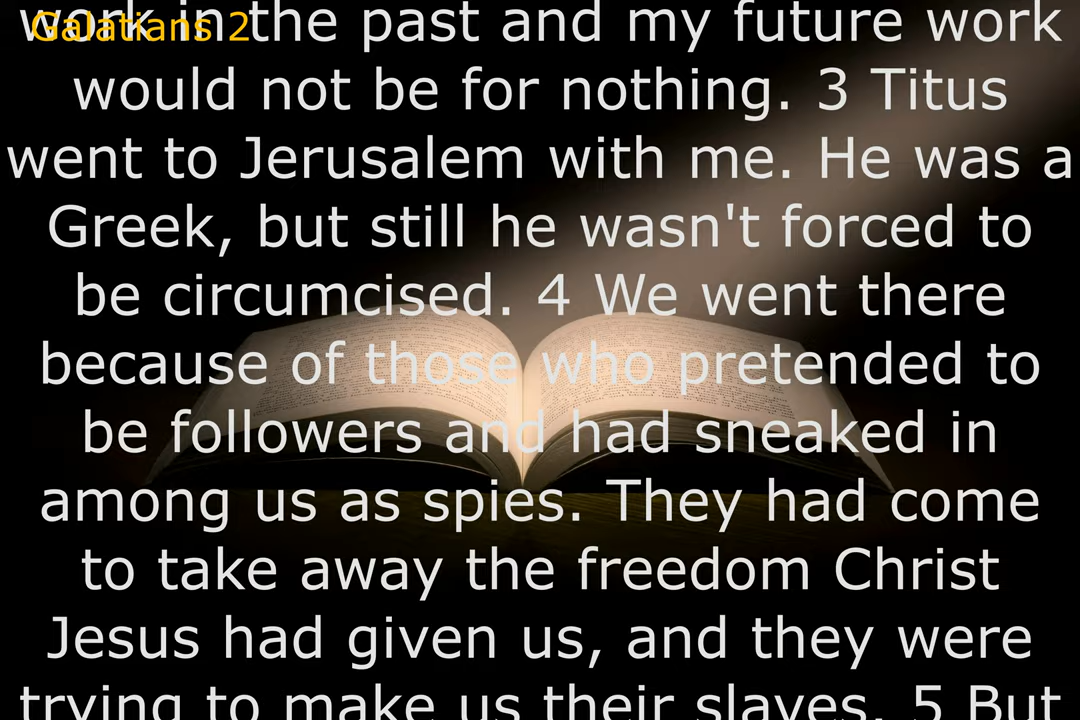 Galatians 2
work in the past and my future work
would not be for nothing. 3 Titus
went to Jerusalem with me. He was a
Greek, but still he wasn't forced to
be circumcised. 4 We went there
because of those who pretended to
be followers and had sneaked in
among us as spies. They had come
to take away the freedom Christ
Jesus had given us, and they were
trying to make us their slaves. 5 But